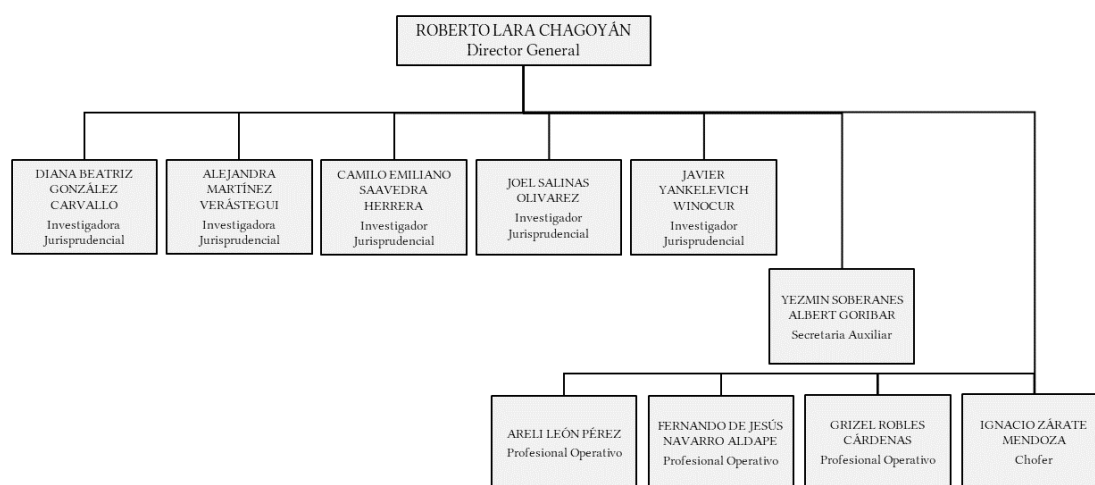 ROBERTO LARA CHAGOYÁN
Director General
DIANA BEATRIZ
GONZÁLEZ
CARVALLO
Investigadora
Jurisprudencial
ALEJANDRA
MARTÍNEZ
VERÁSTEGUI
Investigadora
Jurisprudencial
CAMILO EMILIANO
SAAVEDRA
HERRERA
Investigador
Jurisprudencial
JOEL SALINAS
OLIVAREZ
Investigador
Jurisprudencial
JAVIER
YANKELEVICH
WINOCUR
Investigador
Jurisprudencial
YEZMIN SOBERANES
ALBERT GORIBAR
Secretaria Auxiliar
ARELI LEÓN PÉREZ
Profesional Operativo
FERNANDO DE JESÚS
NAVARRO ALDAPE
Profesional Operativo
GRIZEL ROBLES
CÁRDENAS
Profesional Operativo
IGNACIO ZÁRATE
MENDOZA
Chofer